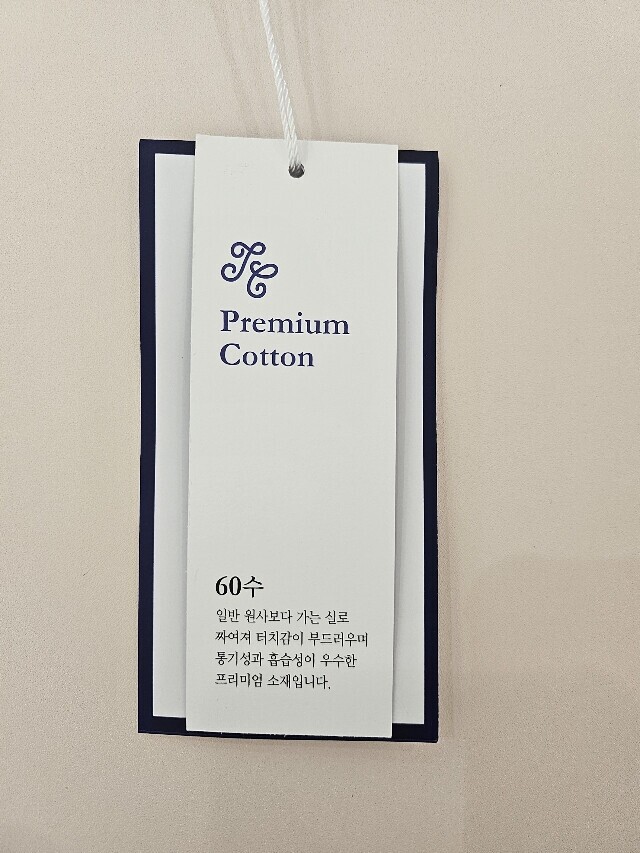 Premium
Cotton
60수
일반 원사보다 가는 실로
짜여져 터치감이 부드러우며
통기성과 흡습성이 우수한
프리미엄 소재입니다.